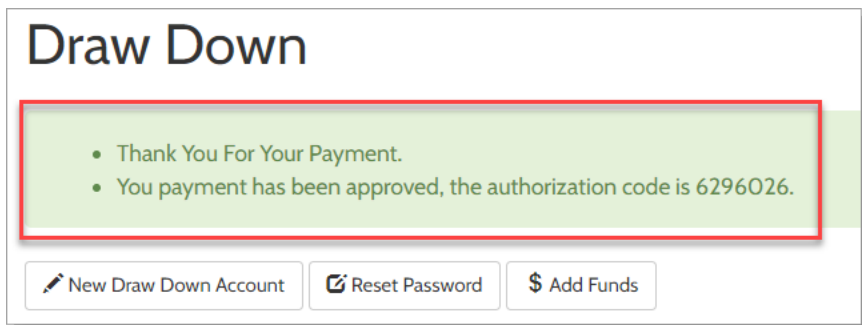 Draw Down
Thank You For Your Payment.
You payment has been approved, the authorization code is 6296026.
New Draw Down Account
Reset Password
$ Add Funds